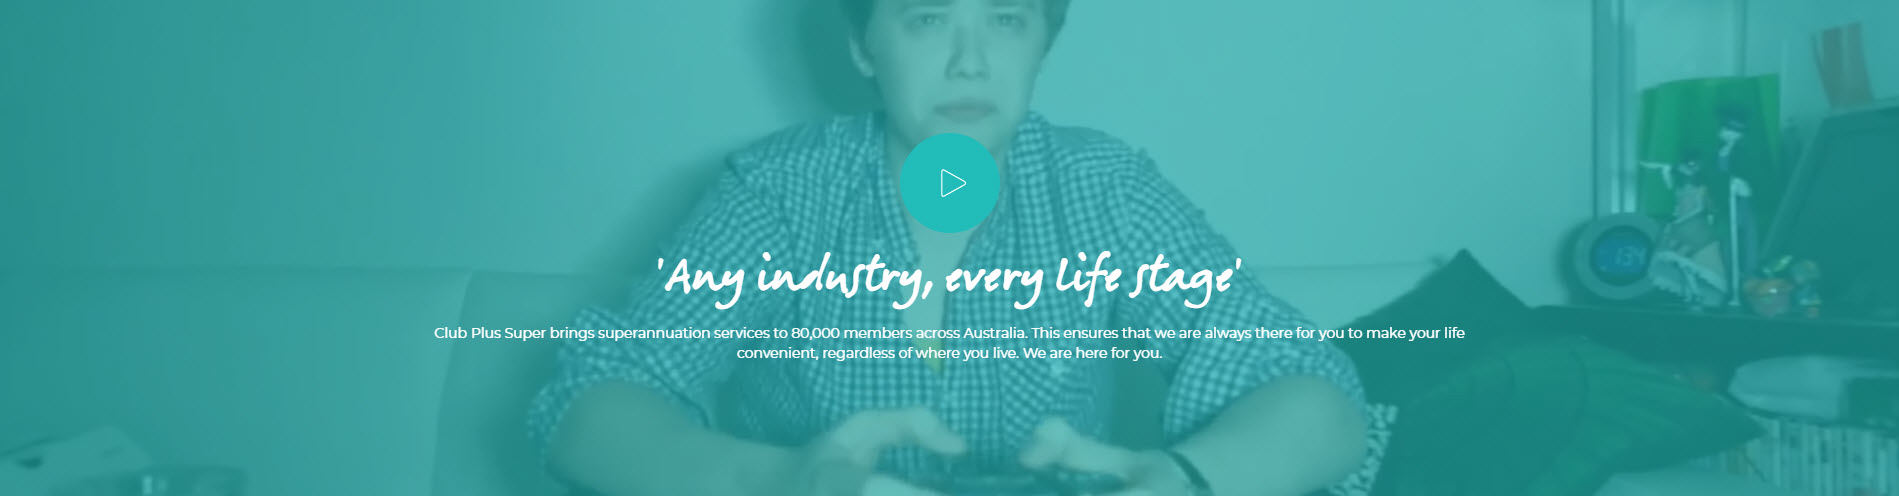 'Any industry, every life stage'
Club Plus Super brings superannuation services to 80,000 members across Australia. This ensures that we are always there for you to make your life
convenient, regardless of where you live. We are here for you.